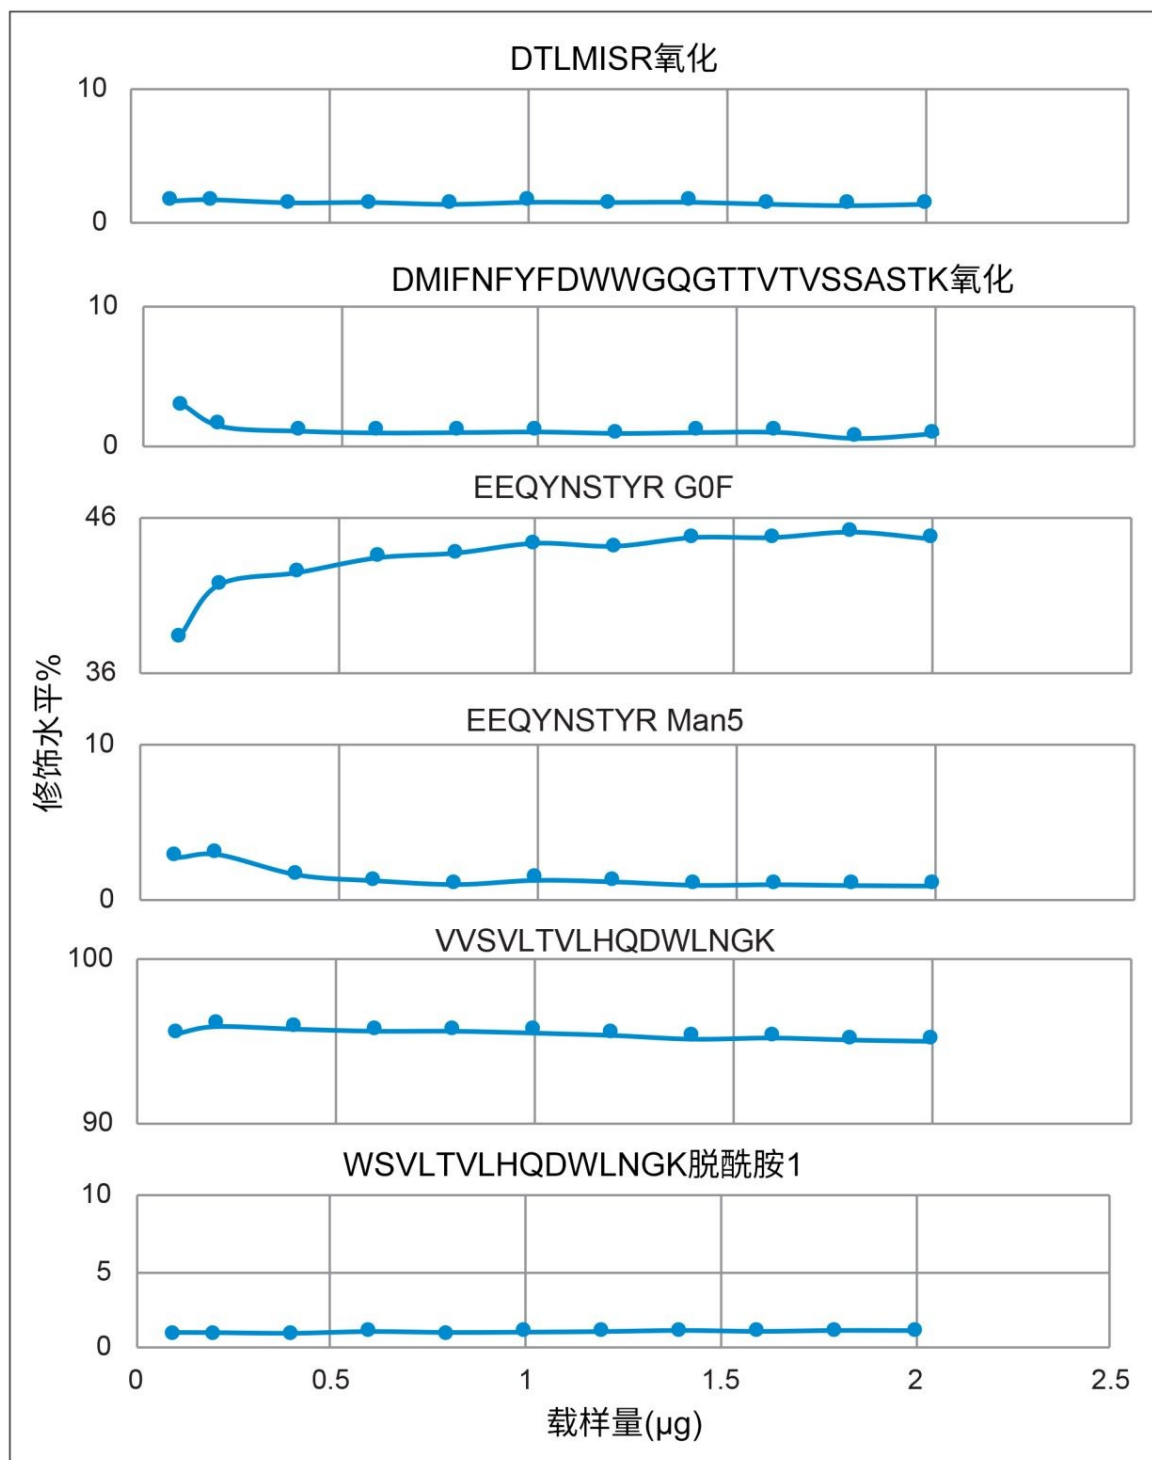 DTLMISR氧化
10
0
DMIFNFYFDWWGQGTTVTVSSASTK氧化
10
0
EEQYNSTYR G0F
46
36
修饰水平%
EEQYNSTYR Man5
10
0
VVSVLTVLHQDWLNGK
100
90
WSVLTVLHQDWLNGK脱酰胺1
10
5
0
0 0.5 1 1.5 2 2.5
载样量(µg)